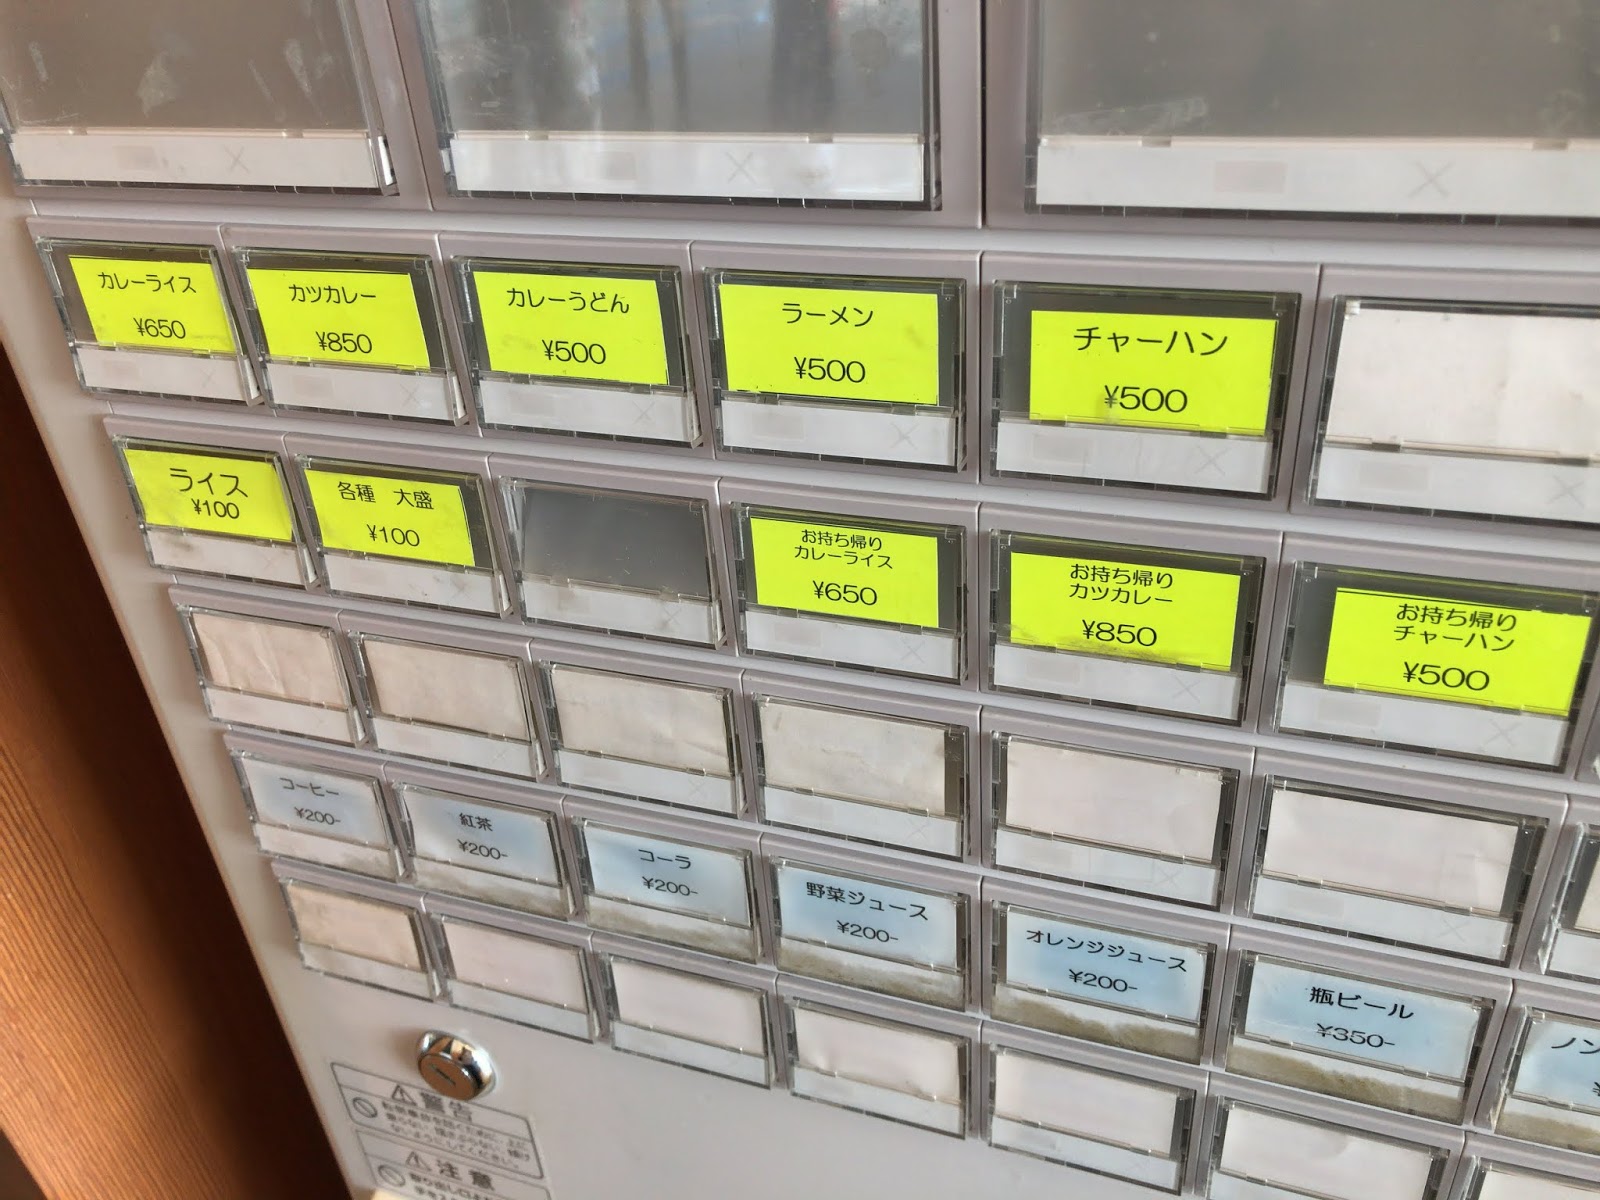 カレーライス
¥650
カツカレー
¥850
カレーうどん
¥500
ラーメン
¥500
チャーハン
¥500
ライス
¥100
各種 大盛
¥100
お持ち帰り
カレーライス
¥650
お持ち帰り
カツカレー
¥850
お持ち帰り
チャーハン
¥500
コーヒー
¥200-
紅茶
¥200-
コーラ
¥200-
野菜ジュース
¥200-
オレンジジュース
¥200-
瓶ビール
¥350-
ノン
¥
警告
注意